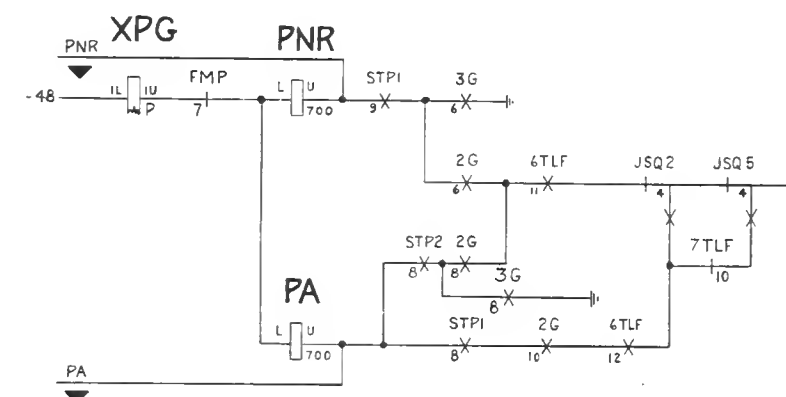 XPG
PNR
PNR
FMP
STP1
3G
-48
1L
1U
P
7
L
U
700
9
6
2G
6TLF
JSQ2
JSQ5
6
11
4
4
STP2
2G
7TLF
8
8
3G
10
8
PA
L
U
700
STP1
2G
6TLF
8
10
12
PA